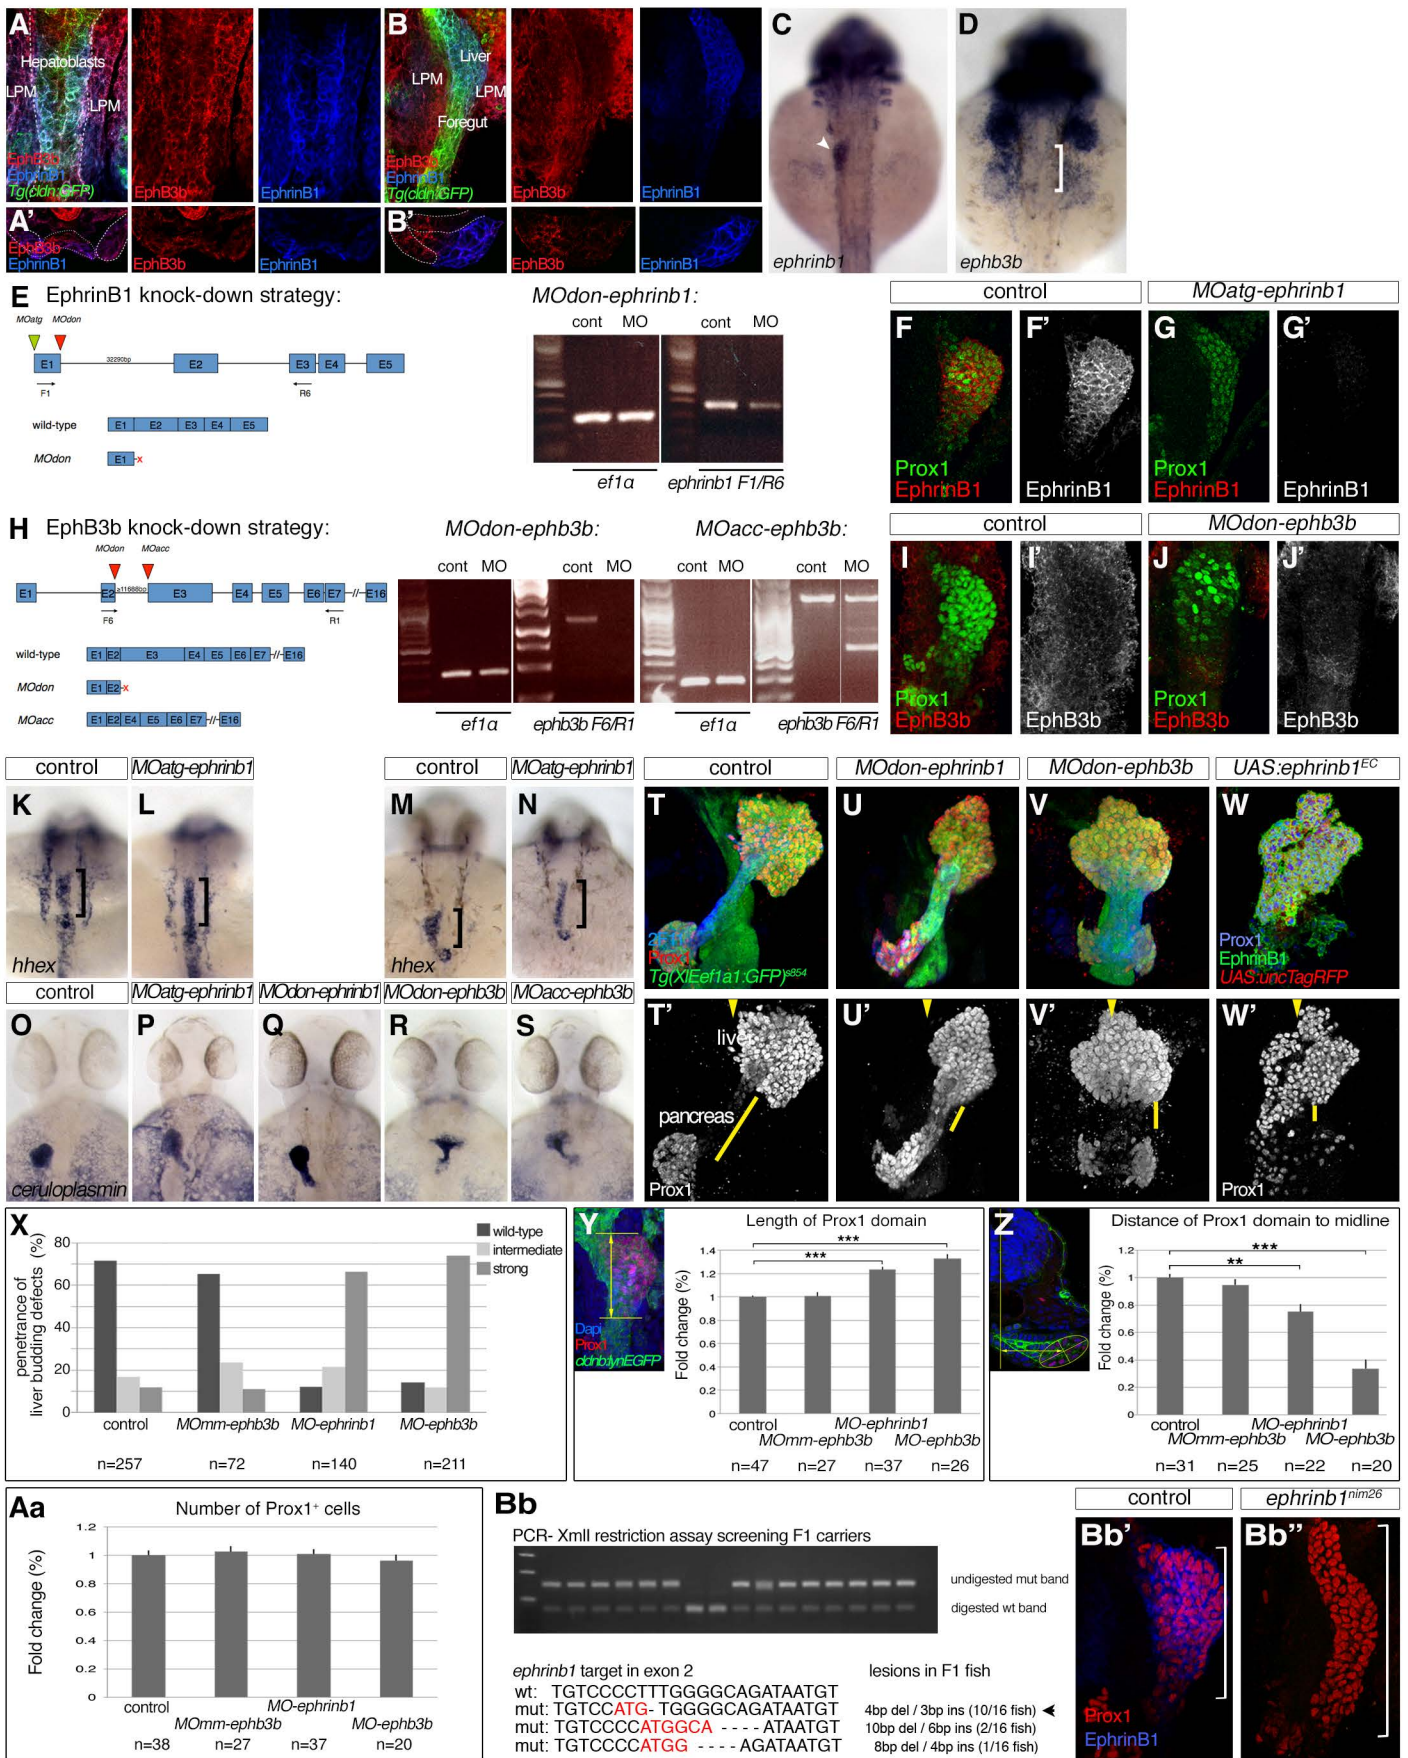 A
B
C
D
Hepatoblasts
LPM
LPM
EphB3b
EphrinB1
Tg(cldn:GFP)
EphB3b
EphrinB1
Liver
LPM
LPM
Foregut
EphB3b
EphrinB1
Tg(cldn:GFP)
EphB3b
EphrinB1
A'
EphB3b
EphrinB1
EphB3b
EphrinB1
B'
EphB3b
EphrinB1
ephrinb1
ephb3b
E EphrinB1 knock-down strategy:
MOatg MOdon
E1 32290bp E2 E3 E4 E5
F1 R6
wild-type E1 E2 E3 E4 E5
MOdon E1 x
MOdon-ephrinb1:
cont MO cont MO
ef1α ephrinb1 F1/R6
control MOatg-ephrinb1
F F' G G'
Prox1
EphrinB1
EphrinB1
Prox1
EphrinB1
EphrinB1
H EphB3b knock-down strategy:
MOdon MOacc
E1 E2 ≥11688bp E3 E4 E5 E6 E7 -//- E16
F6 R1
wild-type E1 E2 E3 E4 E5 E6 E7 -//- E16
MOdon E1 E2 x
MOacc E1 E2 E4 E5 E6 E7 -//- E16
MOdon-ephb3b: MOacc-ephb3b:
cont MO cont MO cont MO cont MO
ef1α ephb3b F6/R1 ef1α ephb3b F6/R1
control MOdon-ephb3b
I I' J J'
Prox1
EphB3b
EphB3b
Prox1
EphB3b
EphB3b
control MOatg-ephrinb1 control MOatg-ephrinb1
K L M N
hhex hhex
control MOatg-ephrinb1 MOdon-ephrinb1 MOdon-ephb3b MOacc-ephb3b
O P Q R S
ceruloplasmin
control MOdon-ephrinb1 MOdon-ephb3b UAS:ephrinb1EC
T U V W
2F11
Prox1
Tg(XlEef1a1:GFP)s854
Prox1
EphrinB1
UAS:uncTagRFP
T' U' V' W'
liver
pancreas
Prox1 Prox1
X
penetrance of
liver budding defects (%)
80
60
40
20
0
wild-type
intermediate
strong
control MOmm-ephb3b MO-ephrinb1 MO-ephb3b
n=257 n=72 n=140 n=211
Y
Dapi
Prox1
cldnb:lynEGFP
Length of Prox1 domain
Fold change (%)
1.4
1.2
1
0.8
0.6
0.4
0.2
0
***
***
control MO-ephrinb1
MOmm-ephb3b MO-ephb3b
n=47 n=27 n=37 n=26
Z
Distance of Prox1 domain to midline
Fold change (%)
1.2
1
0.8
0.6
0.4
0.2
0
***
**
control MO-ephrinb1
MOmm-ephb3b MO-ephb3b
n=31 n=25 n=22 n=20
Aa
Number of Prox1+ cells
Fold change (%)
1.2
1
0.8
0.6
0.4
0.2
0
control MO-ephrinb1
MOmm-ephb3b MO-ephb3b
n=38 n=27 n=37 n=20
Bb
PCR- XmII restriction assay screening F1 carriers
undigested mut band
digested wt band
ephrinb1 target in exon 2 lesions in F1 fish
wt: TGTCCCCTTTGGGGCAGATAATGT
mut: TGTCCATG- TGGGGCAGATAATGT 4bp del / 3bp ins (10/16 fish)
mut: TGTCCCCATGGCA - - - - ATAATGT 10bp del / 6bp ins (2/16 fish)
mut: TGTCCCCATGG - - - - AGATAATGT 8bp del / 4bp ins (1/16 fish)
control ephrinb1nim26
Bb' Bb"
Prox1
EphrinB1